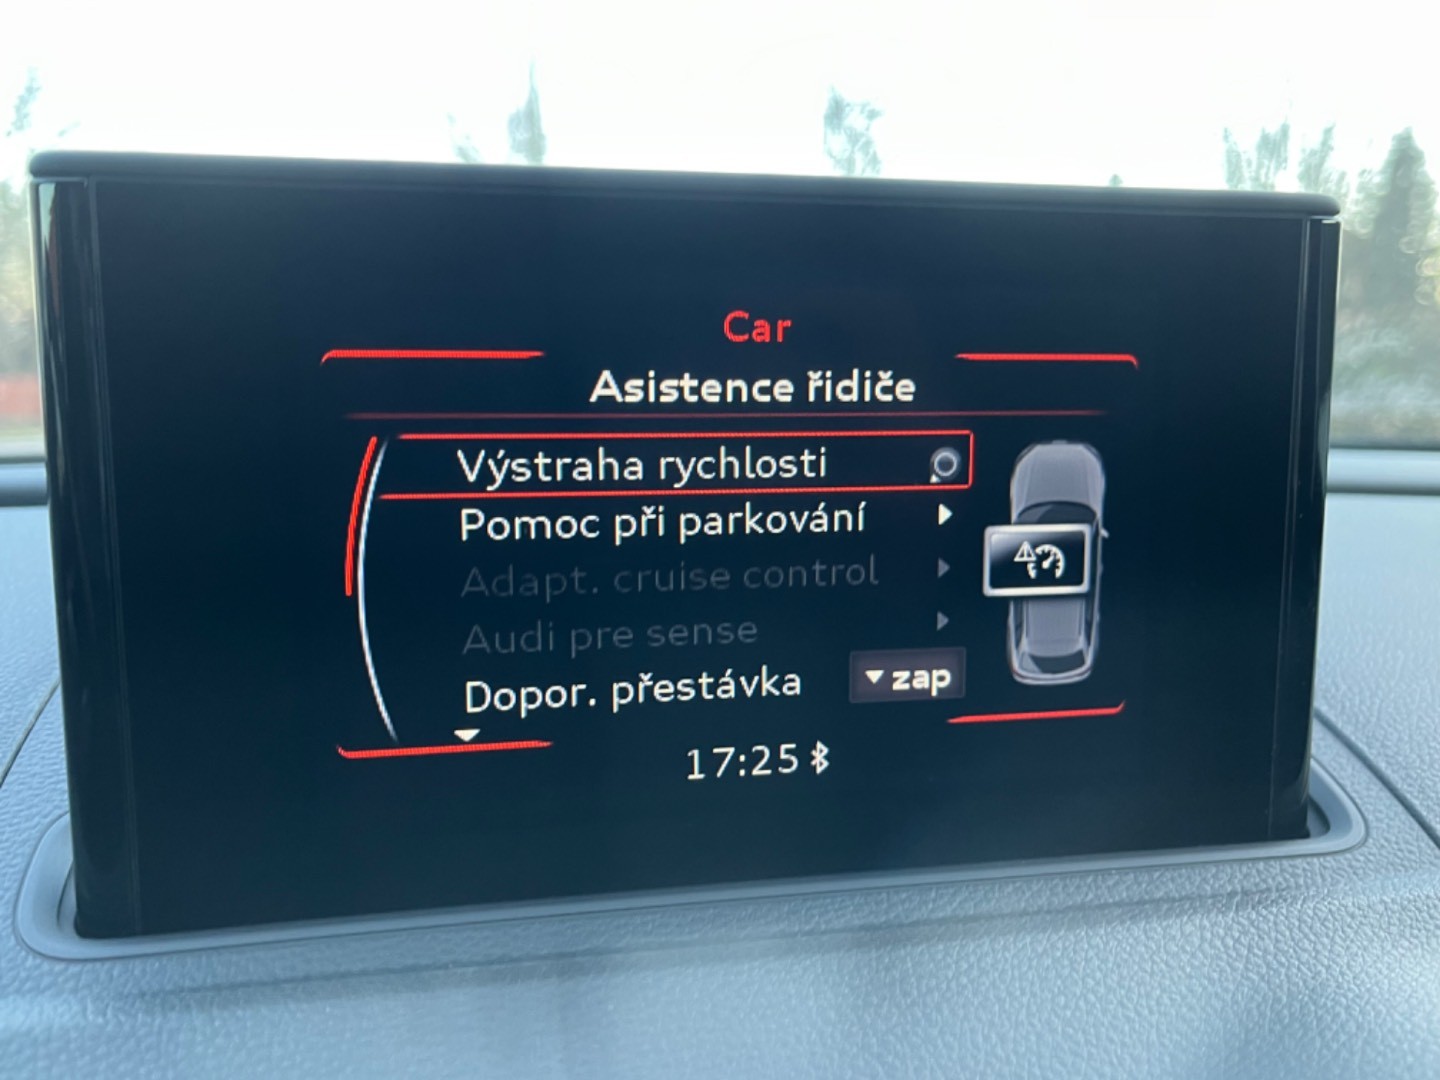 Car
Asistence řidiče
Výstraha rychlosti
Pomoc při parkování
Adapt. cruise control
Audi pre sense
Dopor. přestávka zap
17:25